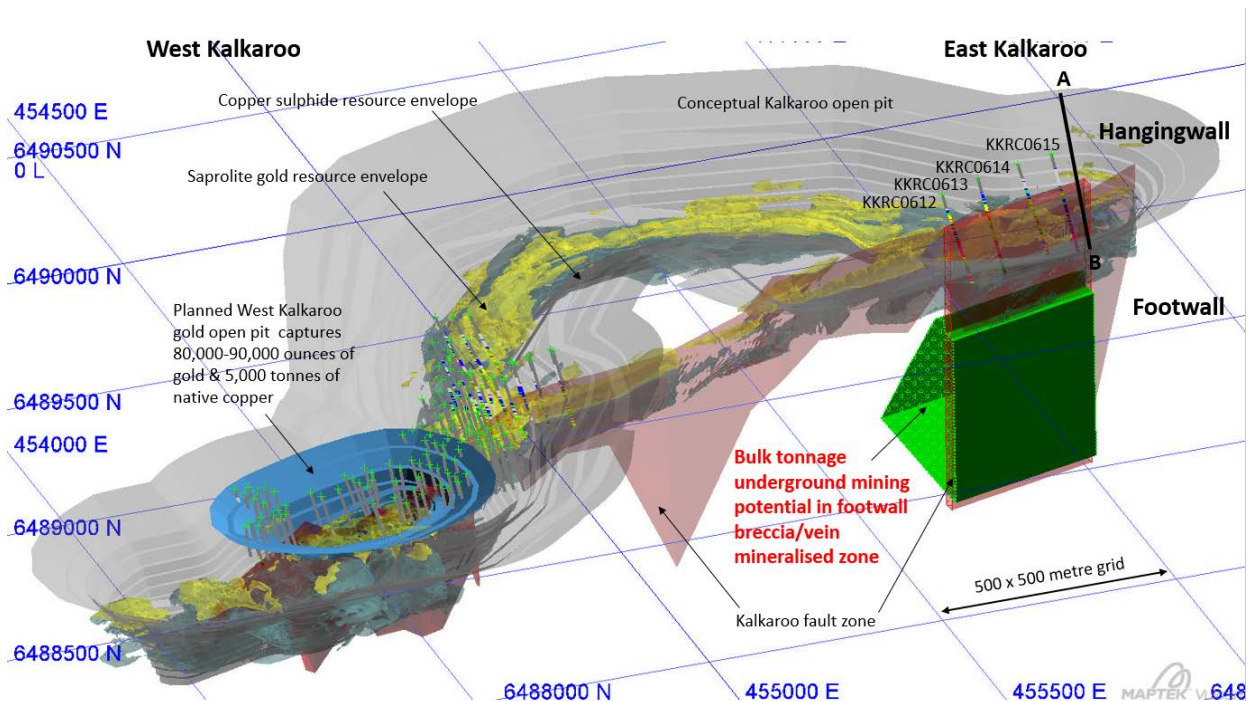 West Kalkaroo
East Kalkaroo
Copper sulphide resource envelope
Conceptual Kalkaroo open pit
A
454500 E
6490500 N
0 L
Hangingwall
KKRC0615
KKRC0614
KKRC0613
KKRC0612
Saprolite gold resource envelope
6490000 N
B
Planned West Kalkaroo
gold open pit captures
80,000-90,000 ounces of
gold & 5,000 tonnes of
native copper
Footwall
6489500 N
454000 E
Bulk tonnage
underground mining
potential in footwall
breccia/vein
mineralised zone
6489000 N
500 x 500 metre grid
Kalkaroo fault zone
6488500 N
6488000 N
455000 E
455500 E
MAPTEK
648